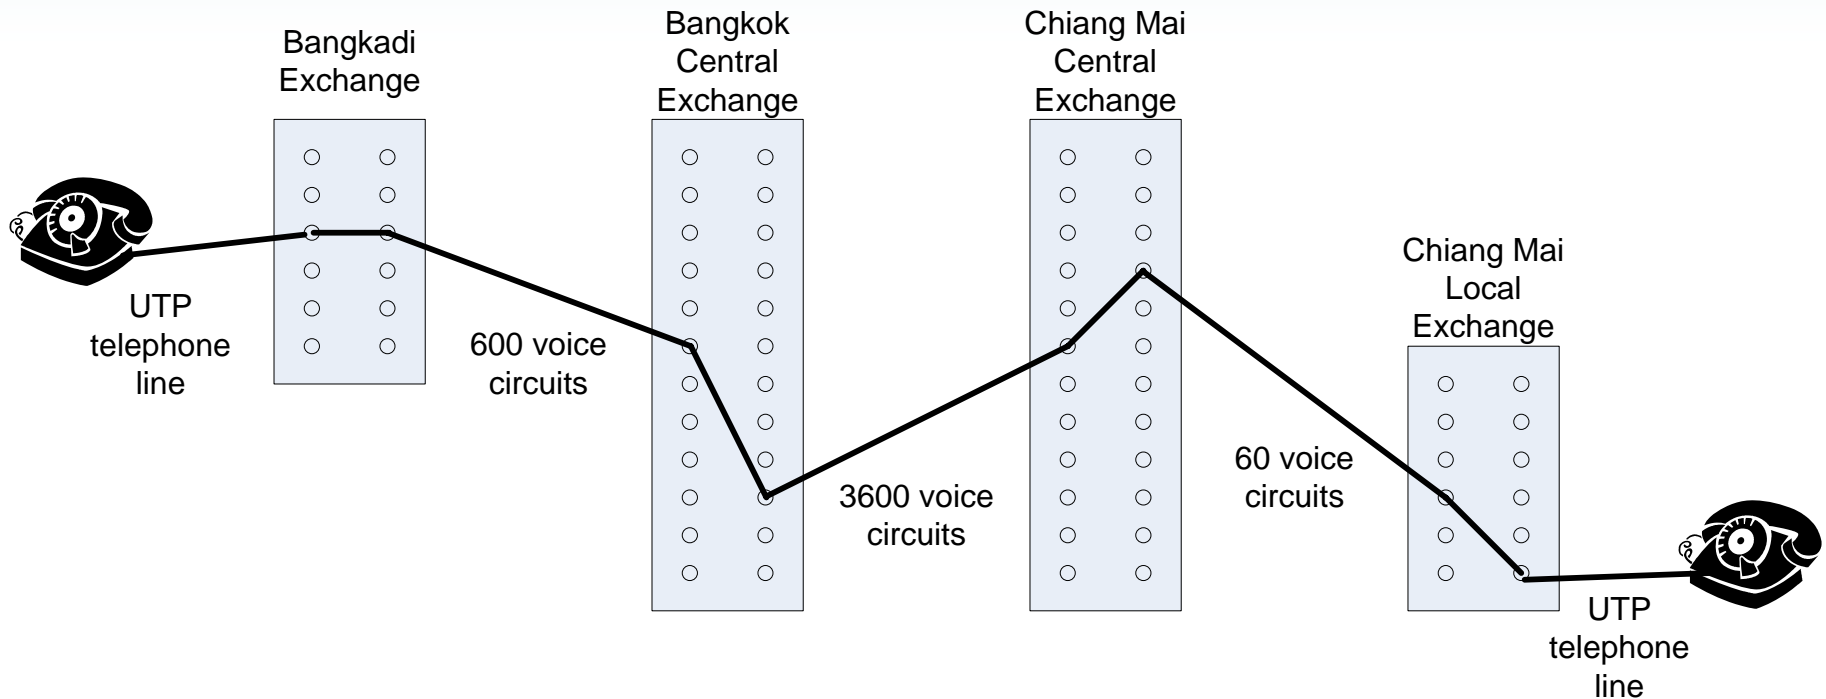 Bangkadi
Exchange
Bangkok
Central
Exchange
Chiang Mai
Central
Exchange
Chiang Mai
Local
Exchange
UTP
telephone
line
600 voice
circuits
3600 voice
circuits
60 voice
circuits
UTP
telephone
line